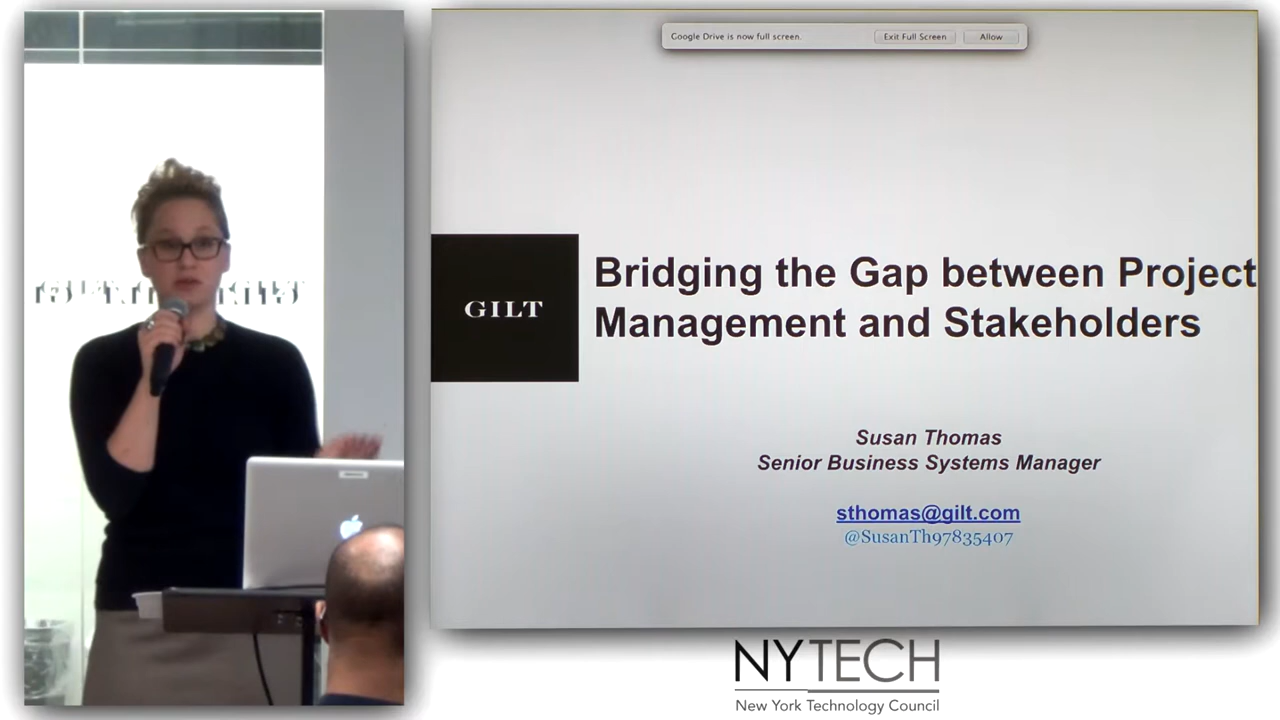 Google Drive is now full screen.
Exit Full Screen
Allow
GILT
Bridging the Gap between Project
Management and Stakeholders
Susan Thomas
Senior Business Systems Manager
sthomas@gilt.com
@SusanTh97835407
NYTECH
New York Technology Council